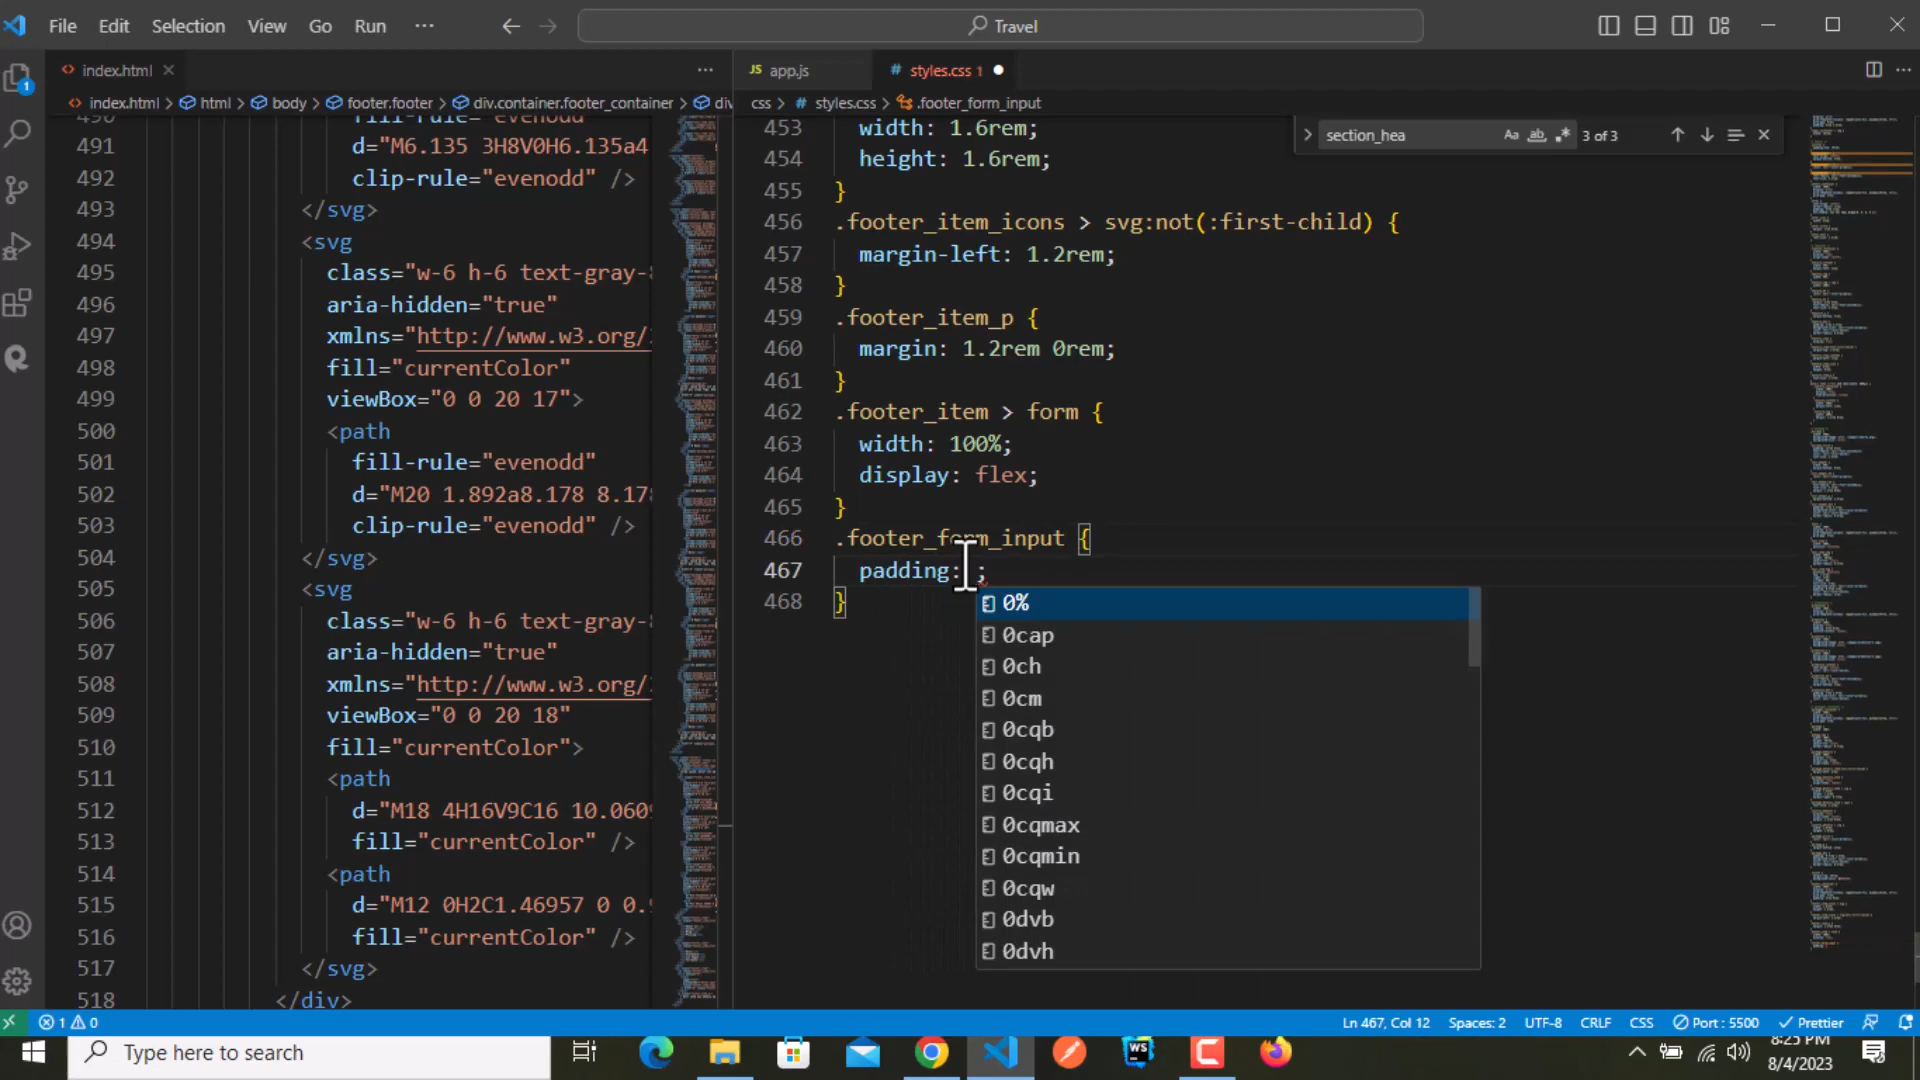 File Edit Selection View Go Run ··· Travel
index.html
app.js
styles.css 1
index.html > html > body > footer.footer > div.container.footer_container > div
css > styles.css > .footer_form_input
section_hea
3 of 3
490 fill-rule="evenodd"
491 d="M6.135 3H8V0H6.135a4
492 clip-rule="evenodd" />
493 </svg>
494 <svg
495 class="w-6 h-6 text-gray-8
496 aria-hidden="true"
497 xmlns="http://www.w3.org/2
498 fill="currentColor"
499 viewBox="0 0 20 17">
500 <path
501 fill-rule="evenodd"
502 d="M20 1.892a8.178 8.178
503 clip-rule="evenodd" />
504 </svg>
505 <svg
506 class="w-6 h-6 text-gray-8
507 aria-hidden="true"
508 xmlns="http://www.w3.org/2
509 viewBox="0 0 20 18"
510 fill="currentColor">
511 <path
512 d="M18 4H16V9C16 10.0609
513 fill="currentColor" />
514 <path
515 d="M12 0H2C1.46957 0 0.9
516 fill="currentColor" />
517 </svg>
518 </div>
453 width: 1.6rem;
454 height: 1.6rem;
455 }
456 .footer_item_icons > svg:not(:first-child) {
457 margin-left: 1.2rem;
458 }
459 .footer_item_p {
460 margin: 1.2rem 0rem;
461 }
462 .footer_item > form {
463 width: 100%;
464 display: flex;
465 }
466 .footer_form_input {
467 padding: ;
468 }
0%
0cap
0ch
0cm
0cqb
0cqh
0cqi
0cqmax
0cqmin
0cqw
0dvb
0dvh
1 0
Ln 467, Col 12 Spaces: 2 UTF-8 CRLF CSS Port : 5500 Prettier
Type here to search
8:25 PM
8/4/2023